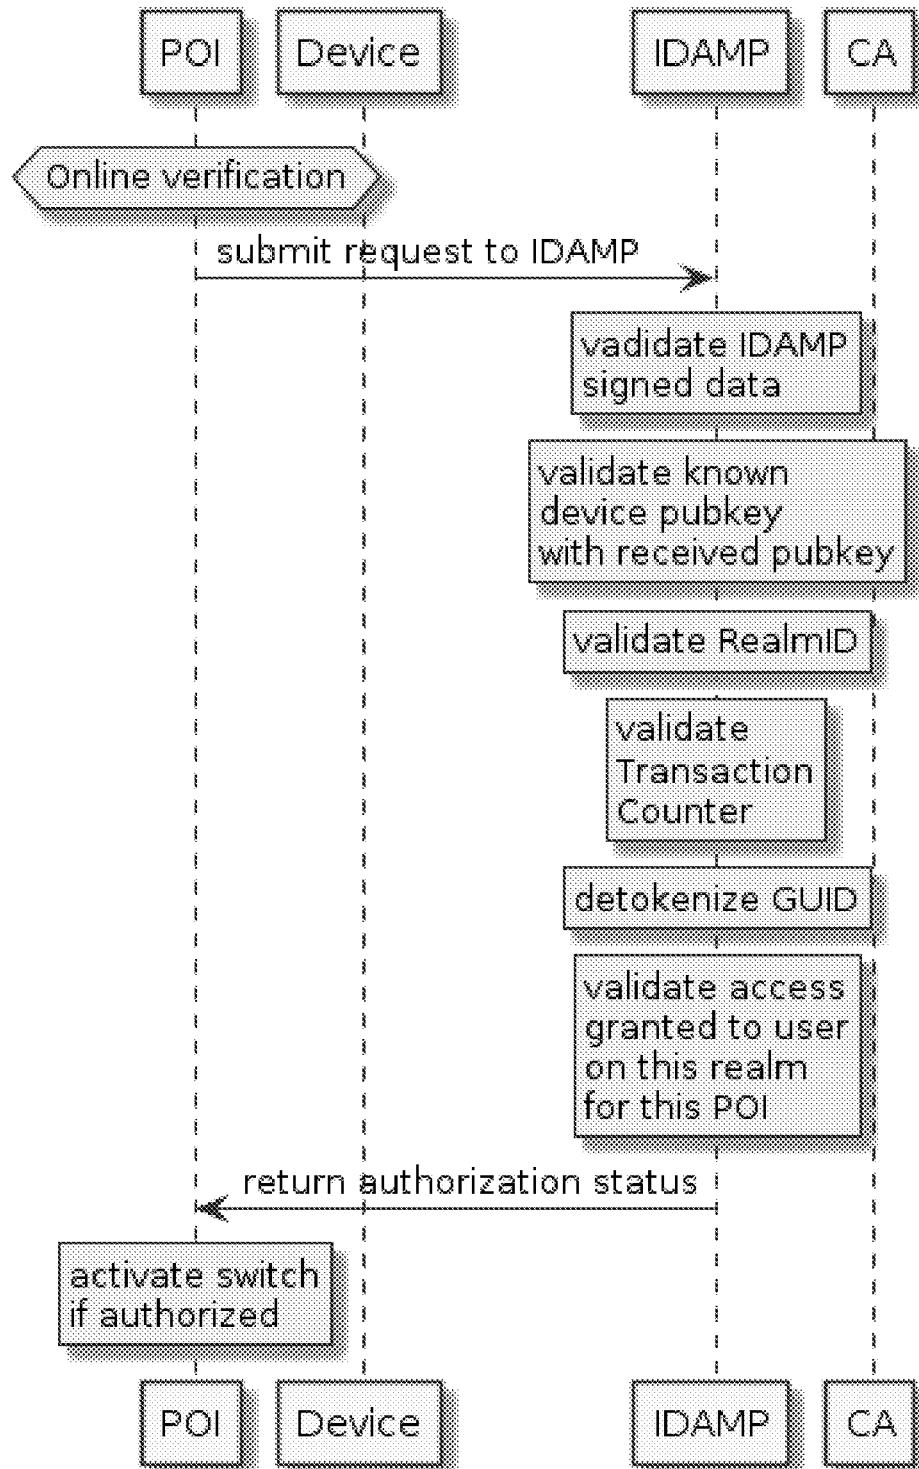 POI Device IDAMP CA
Online verification
submit request to IDAMP
vadidate IDAMP
signed data
validate known
device pubkey
with received pubkey
validate RealmID
validate
Transaction
Counter
detokenize GUID
validate access
granted to user
on this realm
for this POI
return authorization status
activate switch
if authorized
POI Device IDAMP CA